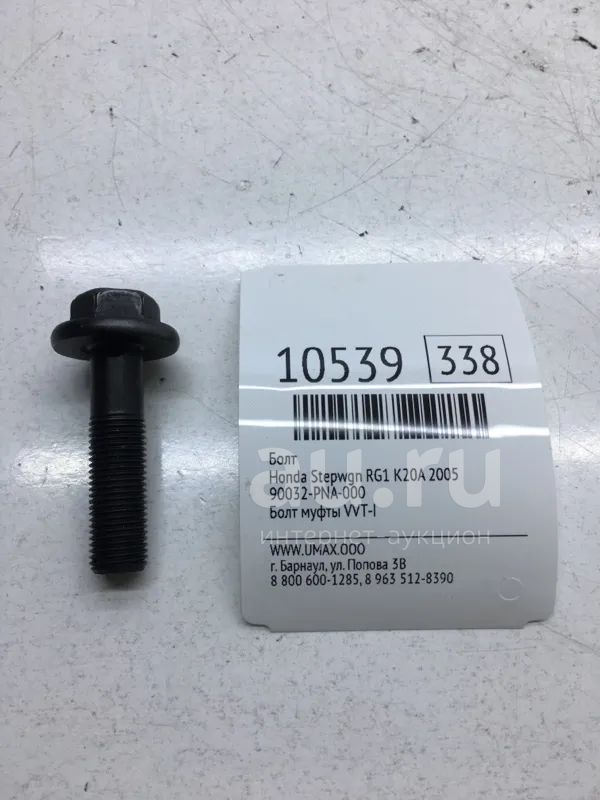 10539 338
Болт
Honda Stepwgn RG1 K20A 2005
90032-PNA-000
Болт муфты VVT-I
au.ru
интернет аукцион
WWW.UMAX.OOO
г. Барнаул, ул. Попова 3В
8 800 600-1285, 8 963 512-8390